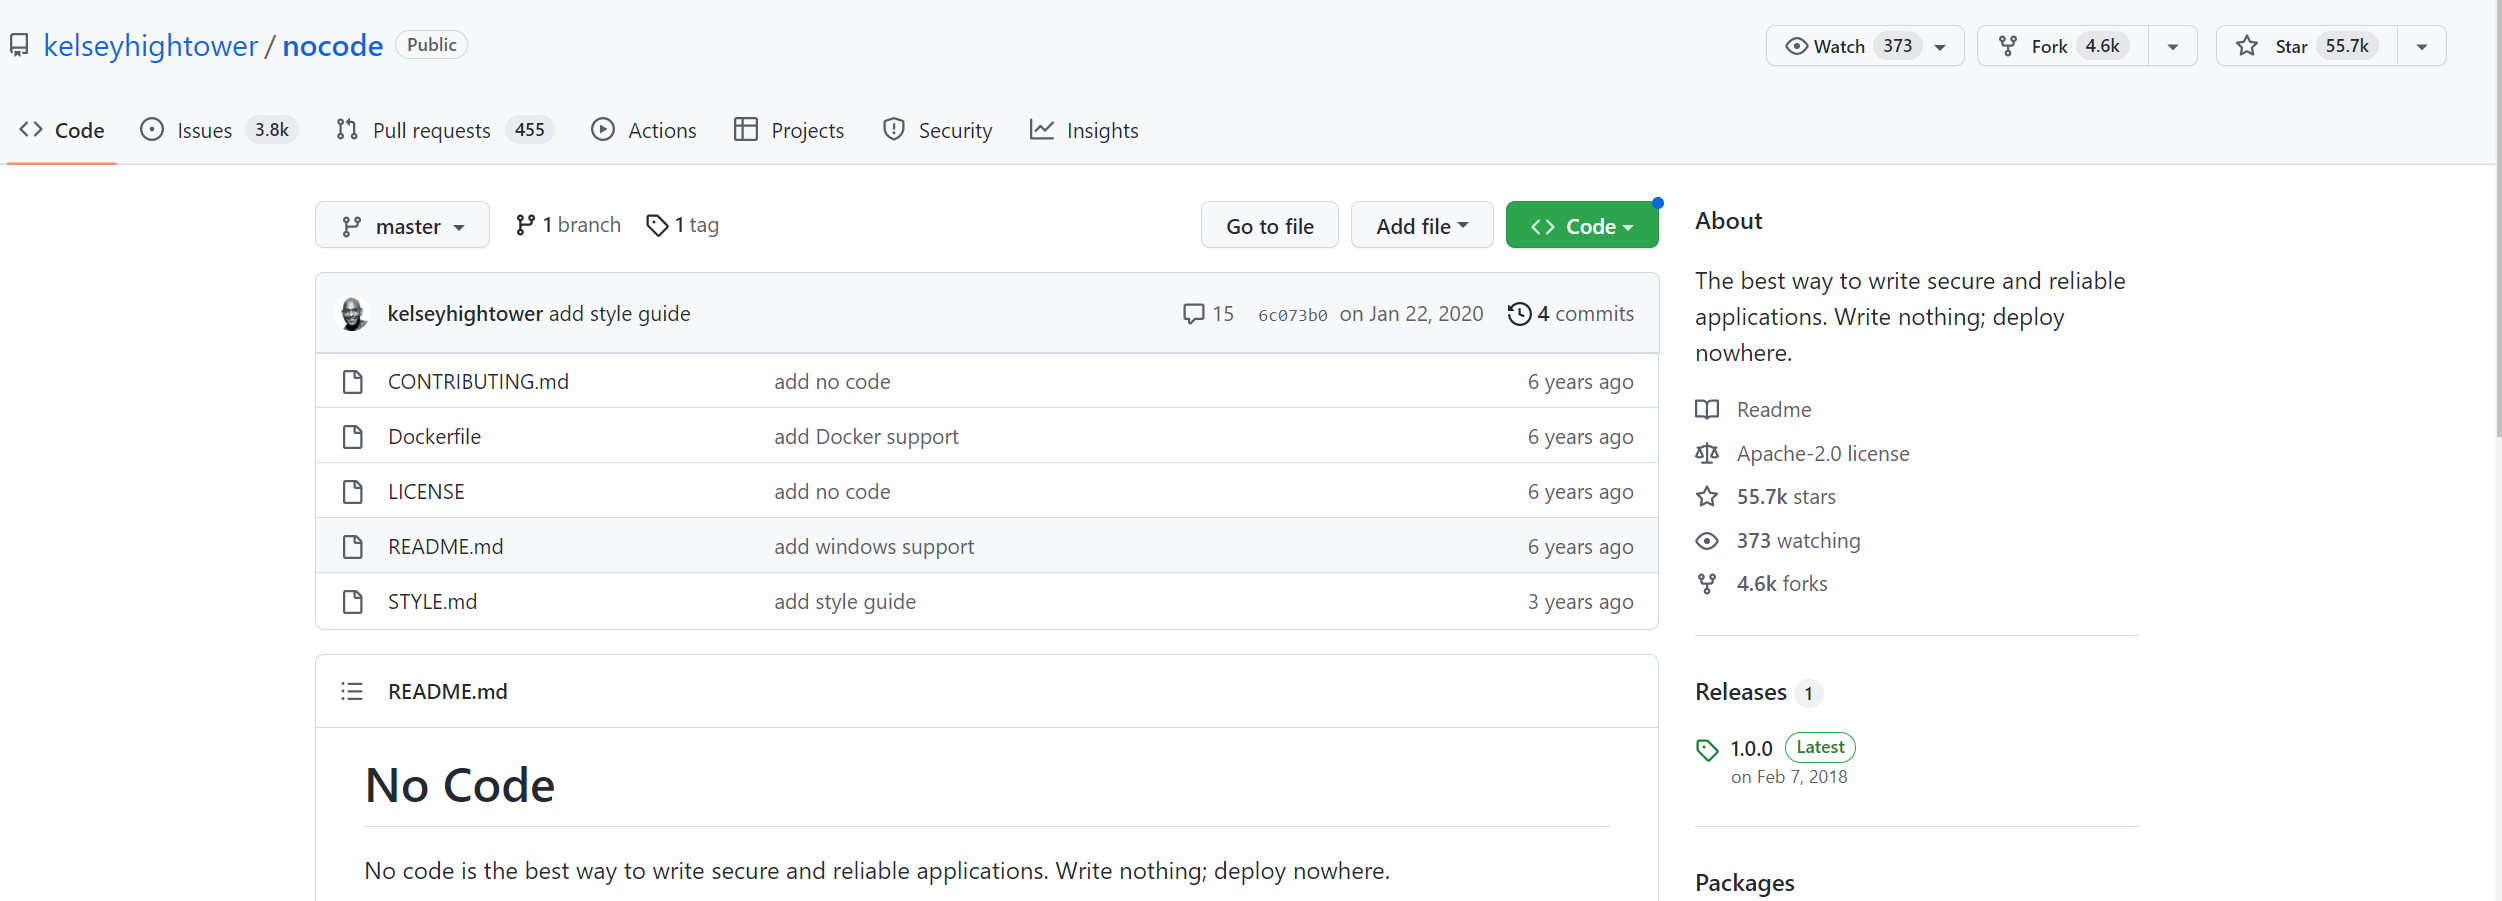 kelseyhightower / nocode Public
Watch 373 Fork 4.6k Star 55.7k
Code Issues 3.8k Pull requests 455 Actions Projects Security Insights
master 1 branch 1 tag Go to file Add file Code
kelseyhightower add style guide 15 6c073b0 on Jan 22, 2020 4 commits
CONTRIBUTING.md add no code 6 years ago
Dockerfile add Docker support 6 years ago
LICENSE add no code 6 years ago
README.md add windows support 6 years ago
STYLE.md add style guide 3 years ago
README.md
No Code
No code is the best way to write secure and reliable applications. Write nothing; deploy nowhere.
About
The best way to write secure and reliable
applications. Write nothing; deploy
nowhere.
Readme
Apache-2.0 license
55.7k stars
373 watching
4.6k forks
Releases 1
1.0.0 Latest
on Feb 7, 2018
Packages